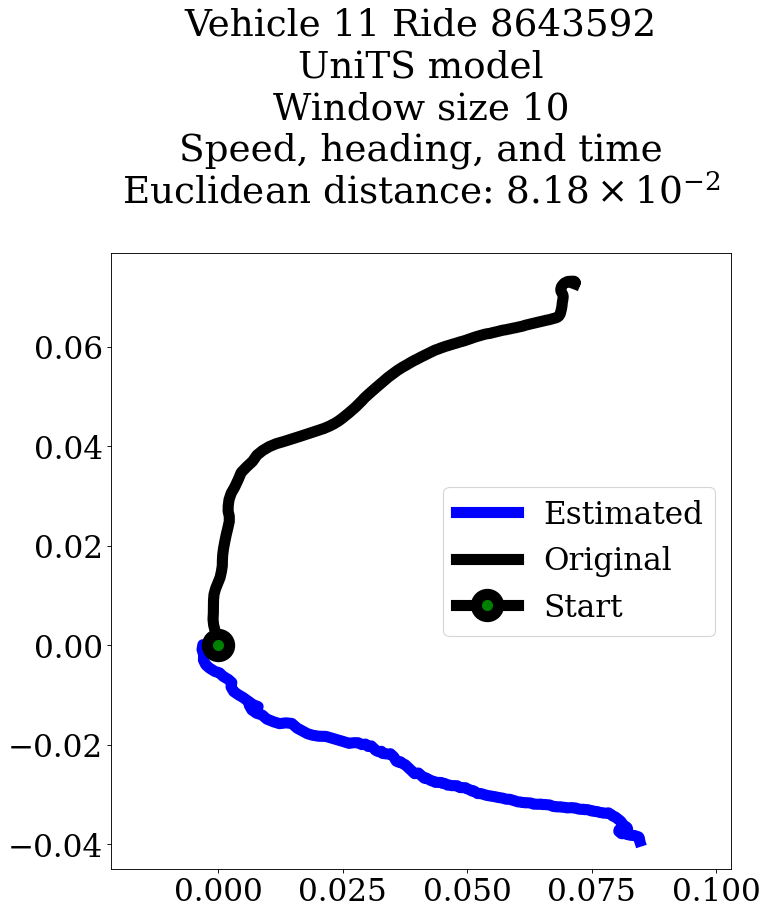 Vehicle 11 Ride 8643592
UniTS model
Window size 10
Speed, heading, and time
Euclidean distance: 8.18 × 10⁻²
0.06
0.04
0.02
0.00
−0.02
−0.04
Estimated
Original
Start
0.000 0.025 0.050 0.075 0.100